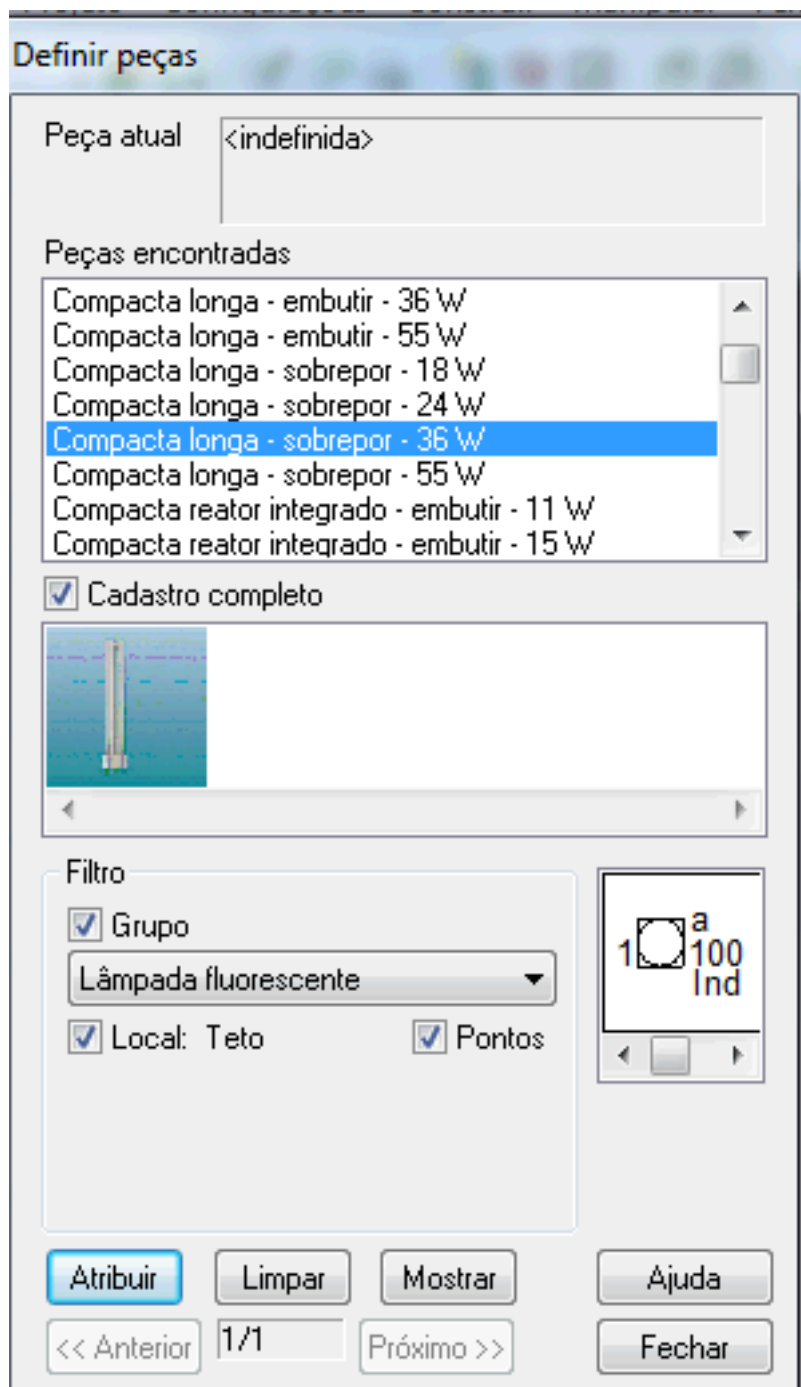 Definir peças
Peça atual <indefinida>
Peças encontradas
Compacta longa - embutir - 36 W
Compacta longa - embutir - 55 W
Compacta longa - sobrepor - 18 W
Compacta longa - sobrepor - 24 W
Compacta longa - sobrepor - 36 W
Compacta longa - sobrepor - 55 W
Compacta reator integrado - embutir - 11 W
Compacta reator integrado - embutir - 15 W
Cadastro completo
Filtro
Grupo
Lâmpada fluorescente
Local: Teto Pontos
a
1 100
Ind
Atribuir Limpar Mostrar Ajuda
<< Anterior 1/1 Próximo >> Fechar